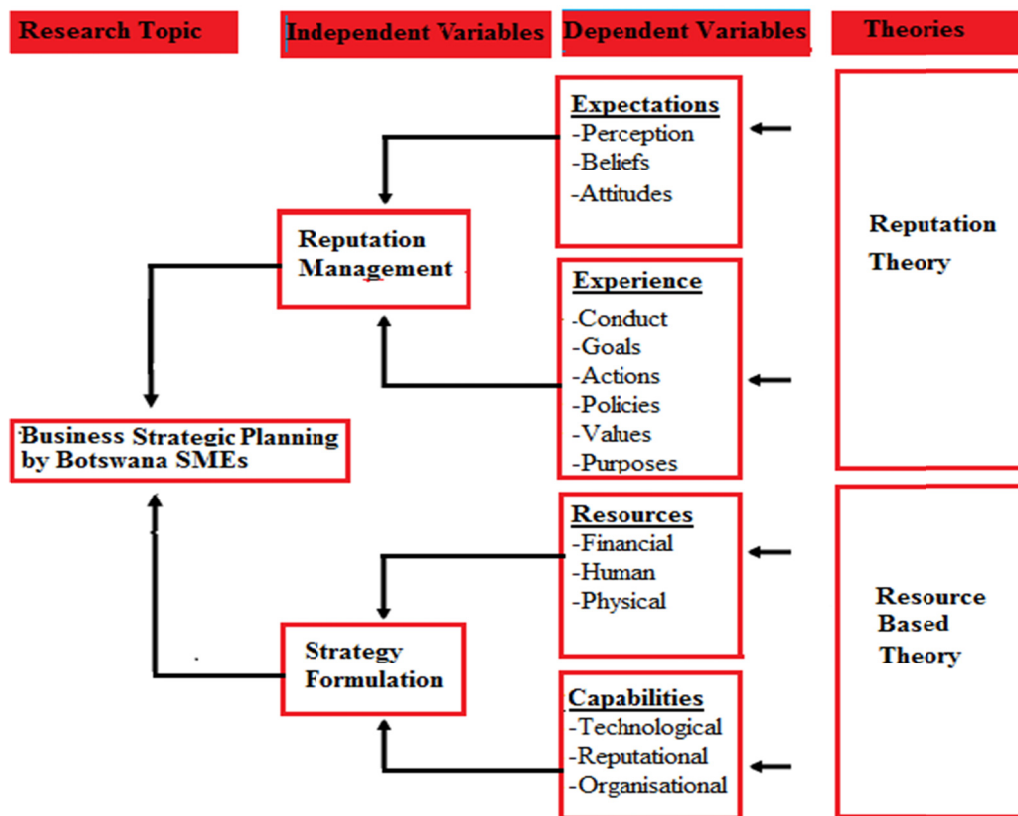 Research Topic
Independent Variables
Dependent Variables
Theories
Expectations
-Perception
-Beliefs
-Attitudes
Reputation
Management
Experience
-Conduct
-Goals
-Actions
-Policies
-Values
-Purposes
Reputation
Theory
Business Strategic Planning
by Botswana SMEs
Resources
-Financial
-Human
-Physical
Strategy
Formulation
Capabilities
-Technological
-Reputational
-Organisational
Resource
Based
Theory